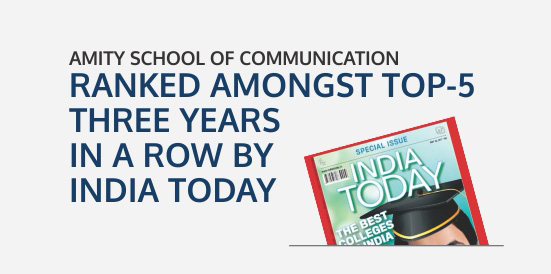 AMITY SCHOOL OF COMMUNICATION
RANKED AMONGST TOP-5
THREE YEARS
IN A ROW BY
INDIA TODAY
SPECIAL ISSUE
INDIA
TODAY
THE BEST
COLLEGES
INDIA